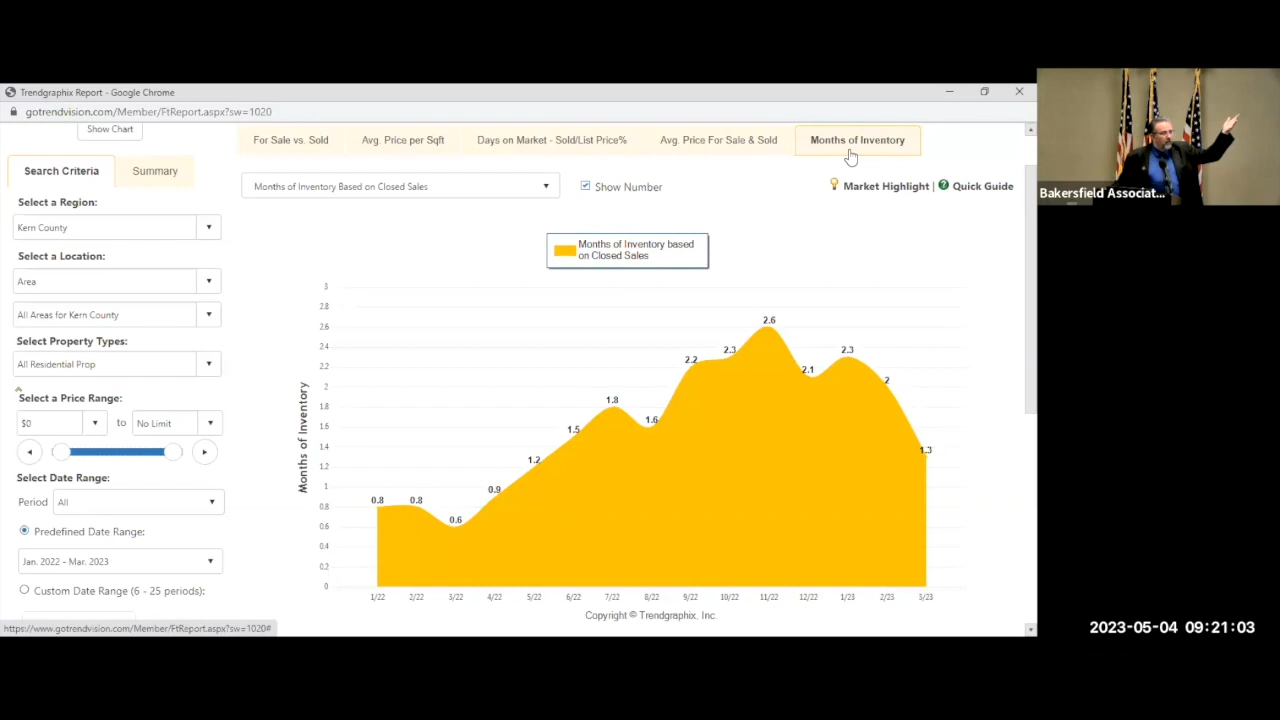 Trendgraphix Report - Google Chrome
gotrendvision.com/Member/FtReport.aspx?sw=1020
Show Chart
For Sale vs. Sold
Avg. Price per Sqft
Days on Market - Sold/List Price%
Avg. Price For Sale & Sold
Months of Inventory
Search Criteria
Summary
Months of Inventory Based on Closed Sales
Show Number
Market Highlight |
Quick Guide
Select a Region:
Kern County
Select a Location:
Area
All Areas for Kern County
Select Property Types:
All Residential Prop
Select a Price Range:
$0
to
No Limit
Select Date Range:
Period
All
Predefined Date Range:
Jan. 2022 - Mar. 2023
Custom Date Range (6 - 25 periods):
https://www.gotrendvision.com/Member/FtReport.aspx?sw=1020#
Months of Inventory based
on Closed Sales
Months of Inventory
3
2.8
2.6
2.4
2.2
2
1.8
1.6
1.4
1.2
1
0.8
0.6
0.4
0.2
0
0.8
0.8
0.6
0.9
1.2
1.5
1.8
1.6
2.2
2.3
2.6
2.1
2.3
2
1.3
1/22
2/22
3/22
4/22
5/22
6/22
7/22
8/22
9/22
10/22
11/22
12/22
1/23
2/23
3/23
Copyright © Trendgraphix, Inc.
Bakersfield Associat...
2023-05-04 09:21:03